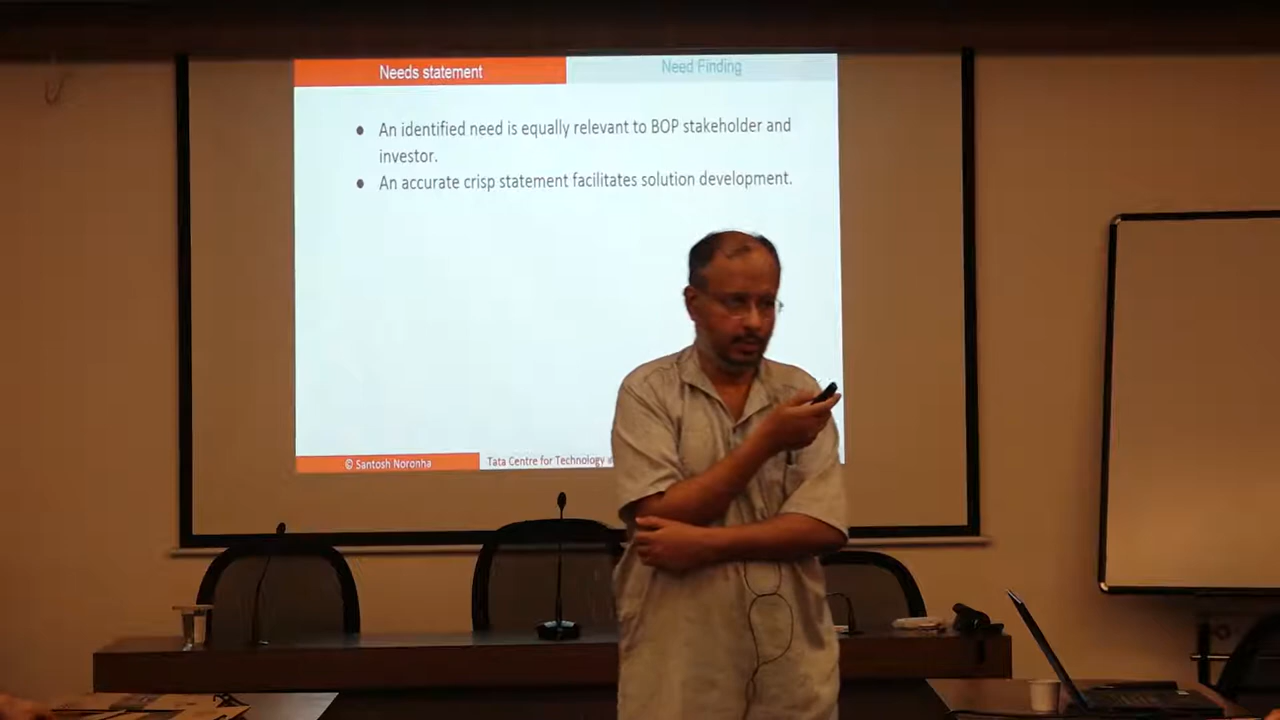 Needs statement
Need Finding
● An identified need is equally relevant to BOP stakeholder and
investor.
● An accurate crisp statement facilitates solution development.
© Santosh Noronha
Tata Centre for Technology